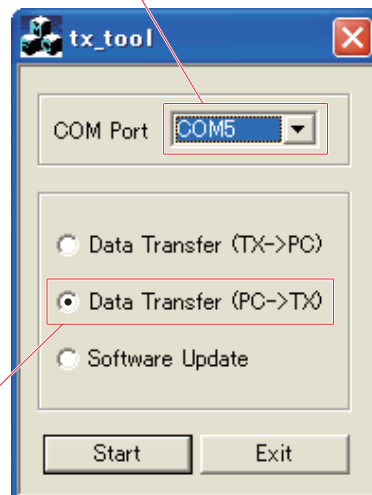 tx_tool
COM Port COM5
Data Transfer (TX->PC)
Data Transfer (PC->TX)
Software Update
Start Exit